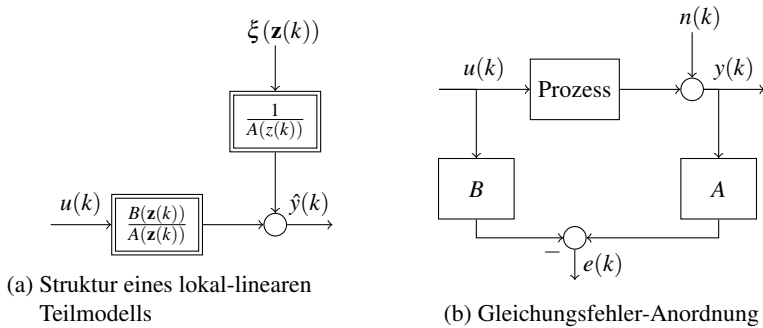 ξ(z(k))
1
A(z(k))
u(k)
B(z(k))
A(z(k))
ŷ(k)
(a) Struktur eines lokal-linearen
Teilmodells
n(k)
u(k)
Prozess
y(k)
B
A
−
e(k)
(b) Gleichungsfehler-Anordnung